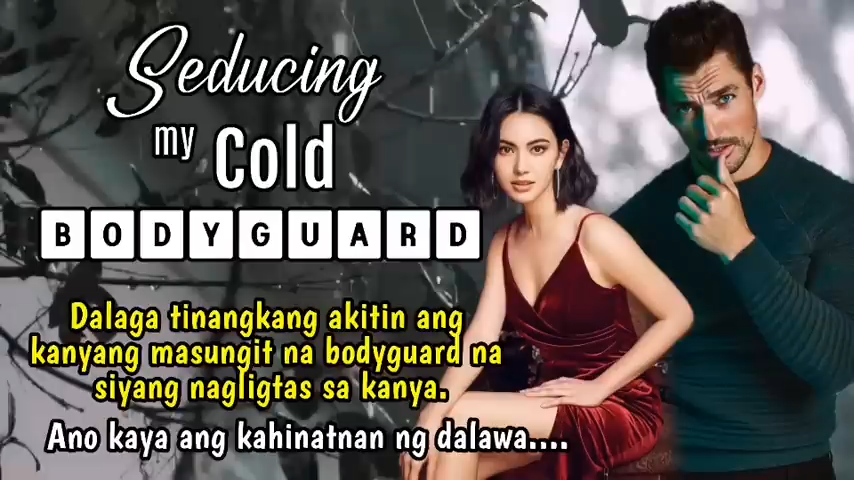 Seducing
my Cold
BODYGUARD
Dalaga tinangkang akitin ang
kanyang masungit na bodyguard na
siyang nagligtas sa kanya.
Ano kaya ang kahinatnan ng dalawa....